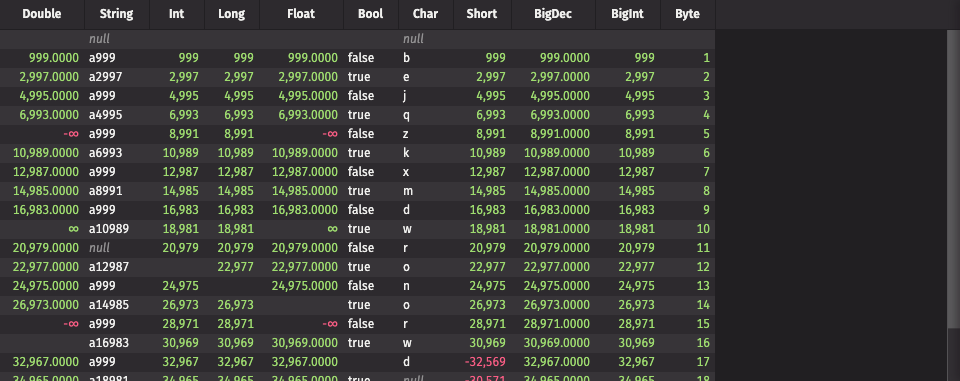 Double String Int Long Float Bool Char Short BigDec BigInt Byte
null null
999.0000 a999 999 999 999.0000 false b 999 999.0000 999 1
2,997.0000 a2997 2,997 2,997 2,997.0000 true e 2,997 2,997.0000 2,997 2
4,995.0000 a999 4,995 4,995 4,995.0000 false j 4,995 4,995.0000 4,995 3
6,993.0000 a4995 6,993 6,993 6,993.0000 true q 6,993 6,993.0000 6,993 4
-∞ a999 8,991 8,991 -∞ false z 8,991 8,991.0000 8,991 5
10,989.0000 a6993 10,989 10,989 10,989.0000 true k 10,989 10,989.0000 10,989 6
12,987.0000 a999 12,987 12,987 12,987.0000 false x 12,987 12,987.0000 12,987 7
14,985.0000 a8991 14,985 14,985 14,985.0000 true m 14,985 14,985.0000 14,985 8
16,983.0000 a999 16,983 16,983 16,983.0000 false d 16,983 16,983.0000 16,983 9
∞ a10989 18,981 18,981 ∞ true w 18,981 18,981.0000 18,981 10
20,979.0000 null 20,979 20,979 20,979.0000 false r 20,979 20,979.0000 20,979 11
22,977.0000 a12987 22,977 22,977.0000 true o 22,977 22,977.0000 22,977 12
24,975.0000 a999 24,975 24,975.0000 false n 24,975 24,975.0000 24,975 13
26,973.0000 a14985 26,973 26,973 true o 26,973 26,973.0000 26,973 14
-∞ a999 28,971 28,971 -∞ false r 28,971 28,971.0000 28,971 15
a16983 30,969 30,969 30,969.0000 true w 30,969 30,969.0000 30,969 16
32,967.0000 a999 32,967 32,967 32,967.0000 d -32,569 32,967.0000 32,967 17
34,965.0000 a18981 34,965 34,965 34,965.0000 true null -30,571 34,965.0000 34,965 18